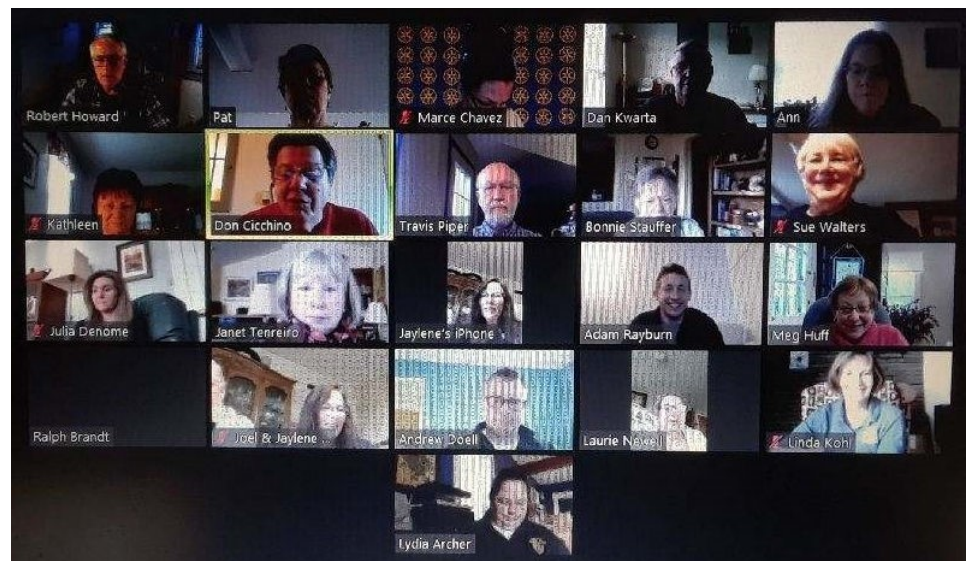 Robert Howard
Pat
Marce Chavez
Dan Kwarta
Ann
Kathleen
Don Cicchino
Travis Piper
Bonnie Stauffer
Sue Walters
Julia Denome
Janet Tenreiro
Jaylene's iPhone
Adam Rayburn
Meg Huff
Ralph Brandt
Joel & Jaylene ...
Andrew Doell
Laurie Newell
Linda Kohl
Lydia Archer